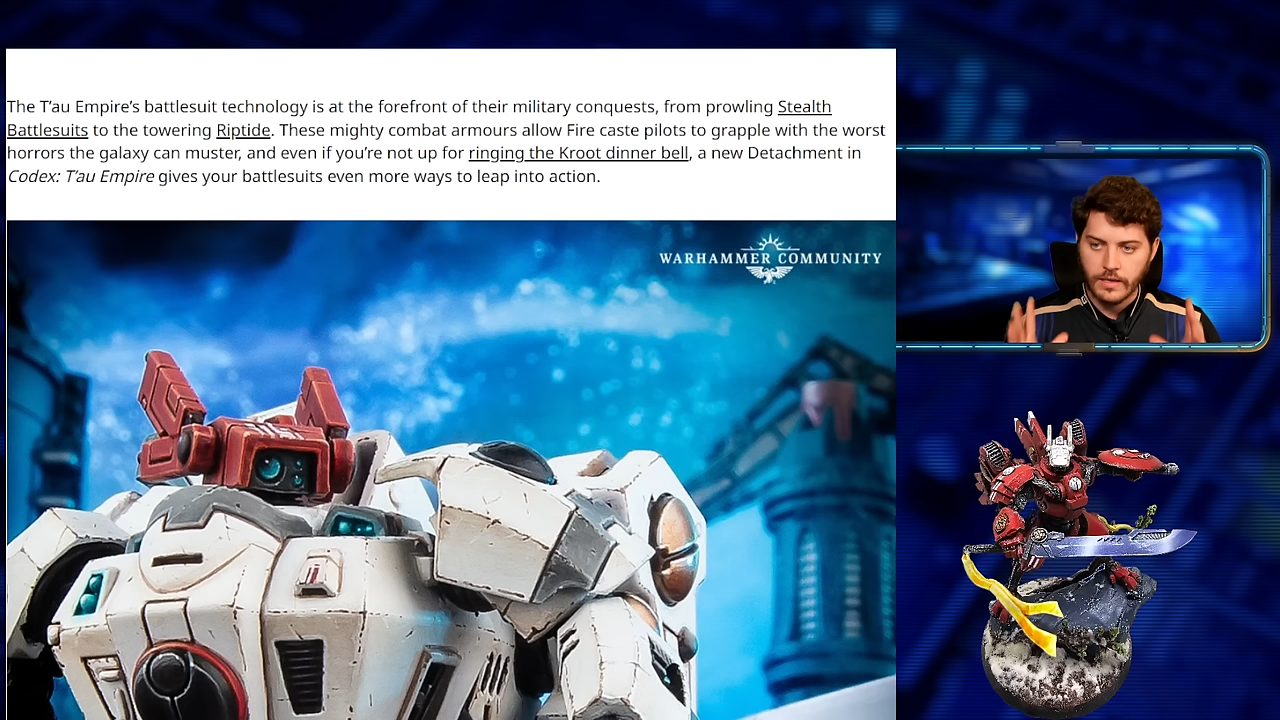 The T'au Empire's battlesuit technology is at the forefront of their military conquests, from prowling Stealth
Battlesuits to the towering Riptide. These mighty combat armours allow Fire caste pilots to grapple with the worst
horrors the galaxy can muster, and even if you're not up for ringing the Kroot dinner bell, a new Detachment in
Codex: T'au Empire gives your battlesuits even more ways to leap into action.
WARHAMMER COMMUNITY